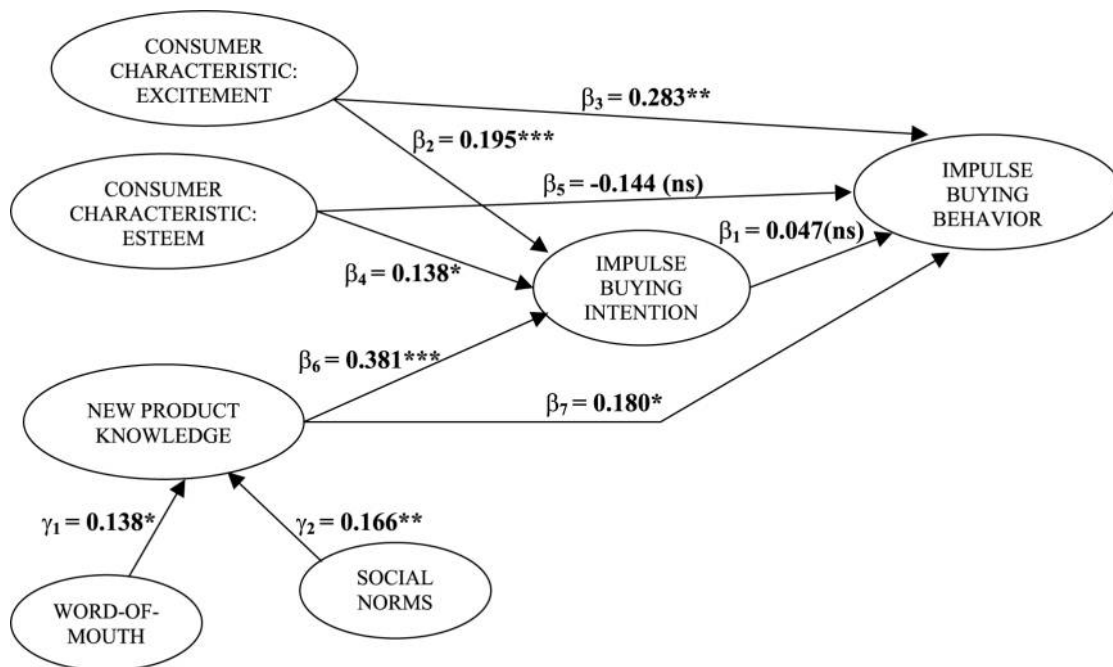 CONSUMER
CHARACTERISTIC:
EXCITEMENT
β₃ = 0.283**
β₂ = 0.195***
CONSUMER
CHARACTERISTIC:
ESTEEM
β₅ = -0.144 (ns)
IMPULSE
BUYING
BEHAVIOR
β₁ = 0.047(ns)
β₄ = 0.138*
IMPULSE
BUYING
INTENTION
β₆ = 0.381***
NEW PRODUCT
KNOWLEDGE
β₇ = 0.180*
γ₁ = 0.138*
γ₂ = 0.166**
WORD-OF-
MOUTH
SOCIAL
NORMS